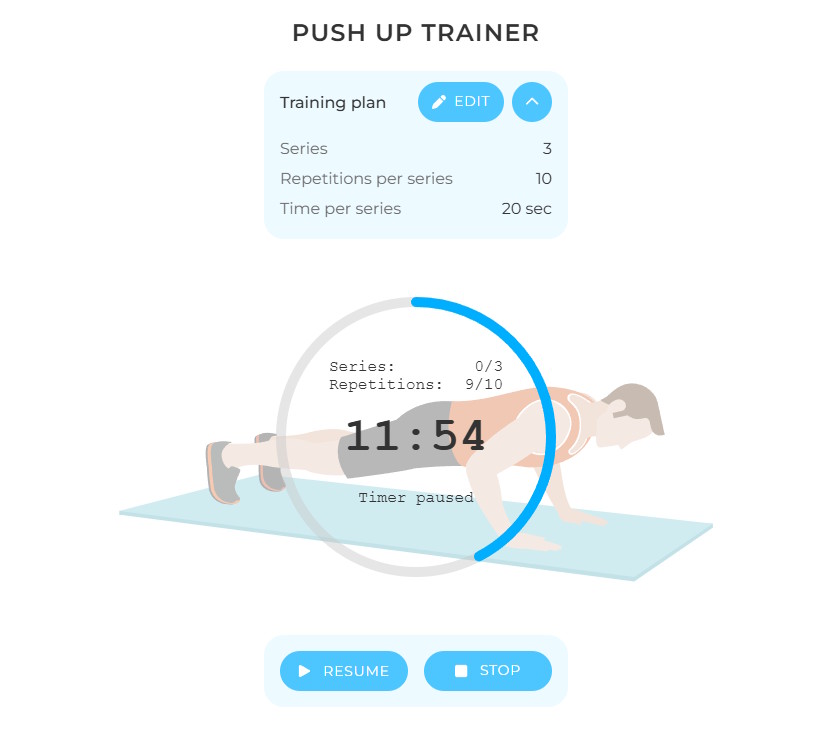 PUSH UP TRAINER
Training plan EDIT
Series 3
Repetitions per series 10
Time per series 20 sec
Series: 0/3
Repetitions: 9/10
11:54
Timer paused
RESUME STOP